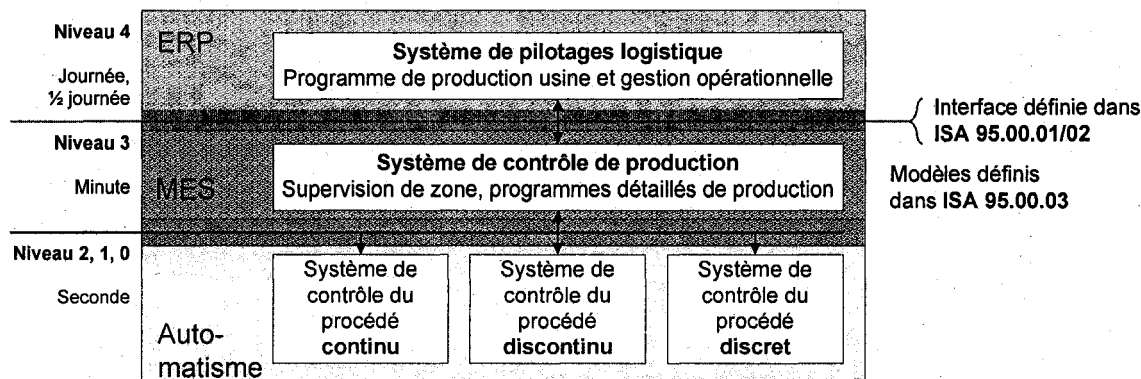 Niveau 4
Journée,
½ journée
ERP
Système de pilotages logistique
Programme de production usine et gestion opérationnelle
Interface définie dans
ISA 95.00.01/02
Niveau 3
Minute
MES
Système de contrôle de production
Supervision de zone, programmes détaillés de production
Modèles définis
dans ISA 95.00.03
Niveau 2, 1, 0
Seconde
Auto-
matisme
Système de
contrôle du
procédé
continu
Système de
contrôle du
procédé
discontinu
Système de
contrôle du
procédé
discret